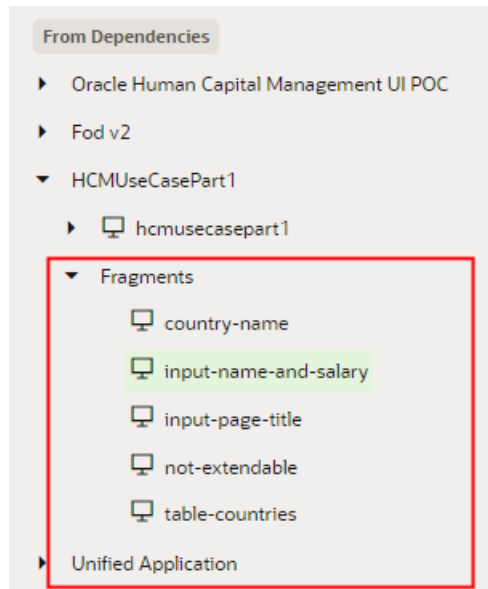 From Dependencies
Oracle Human Capital Management UI POC
Fod v2
HCMUseCasePart1
hcmusecasepart1
Fragments
country-name
input-name-and-salary
input-page-title
not-extendable
table-countries
Unified Application